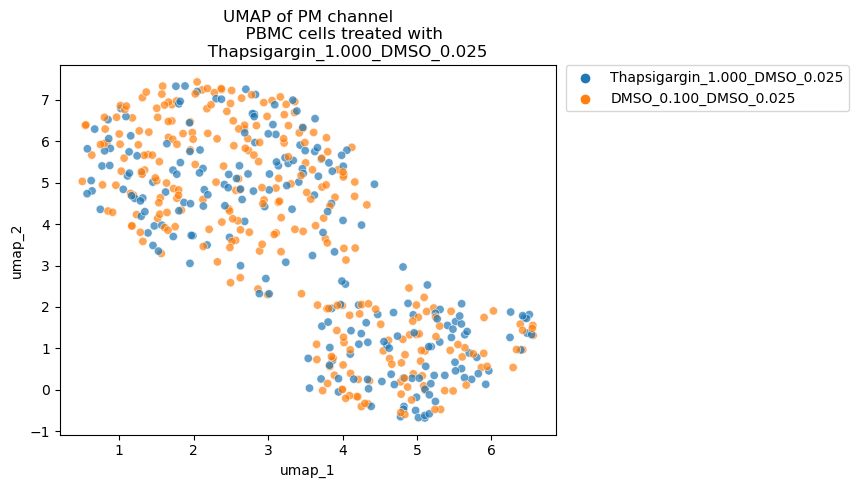 UMAP of PM channel
PBMC cells treated with
Thapsigargin_1.000_DMSO_0.025
Thapsigargin_1.000_DMSO_0.025
DMSO_0.100_DMSO_0.025
umap_2
7
6
5
4
3
2
1
0
−1
1 2 3 4 5 6
umap_1